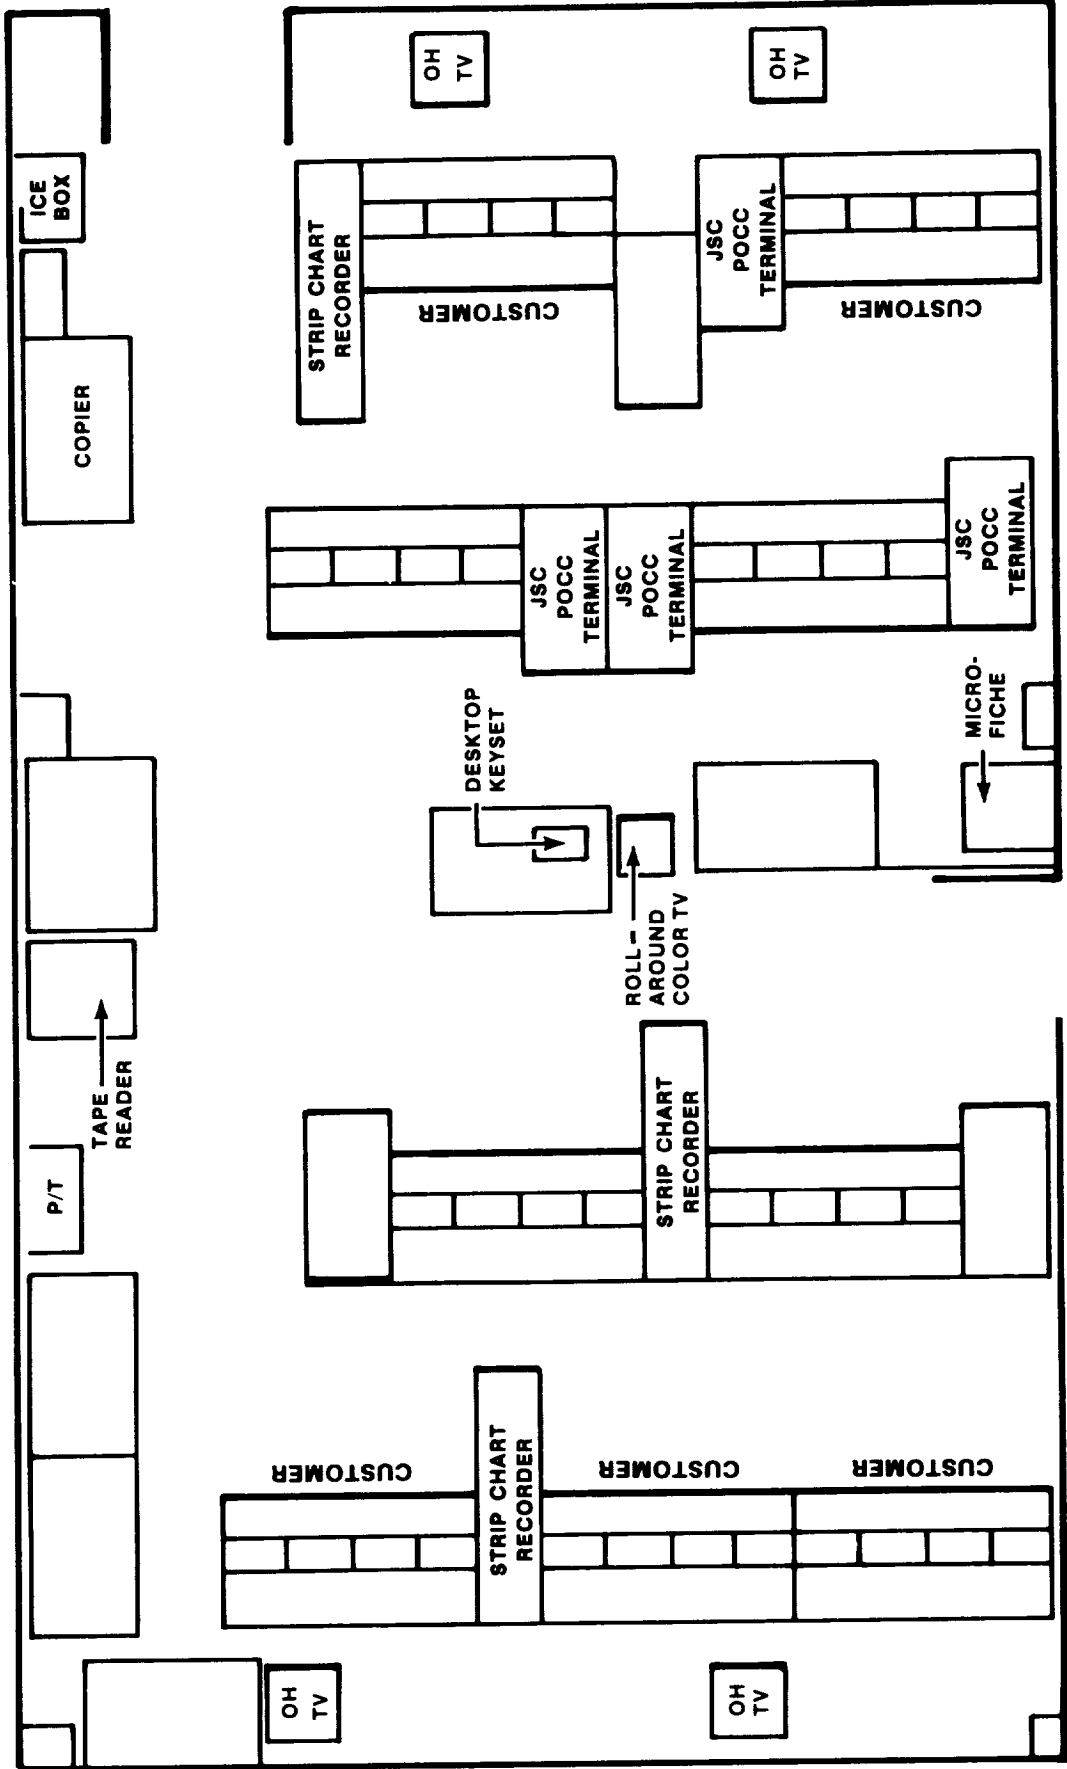 P/T
TAPE
READER
COPIER
ICE
BOX
OH
TV
CUSTOMER
STRIP CHART
RECORDER
OH
TV
STRIP CHART
RECORDER
DESKTOP
KEYSET
CUSTOMER
JSC
POCC
TERMINAL
JSC
POCC
TERMINAL
CUSTOMER
STRIP CHART
RECORDER
ROLL-
AROUND
COLOR TV
OH
TV
JSC
POCC
TERMINAL
OH
TV
CUSTOMER
CUSTOMER
MICRO-
FICHE
JSC
POCC
TERMINAL